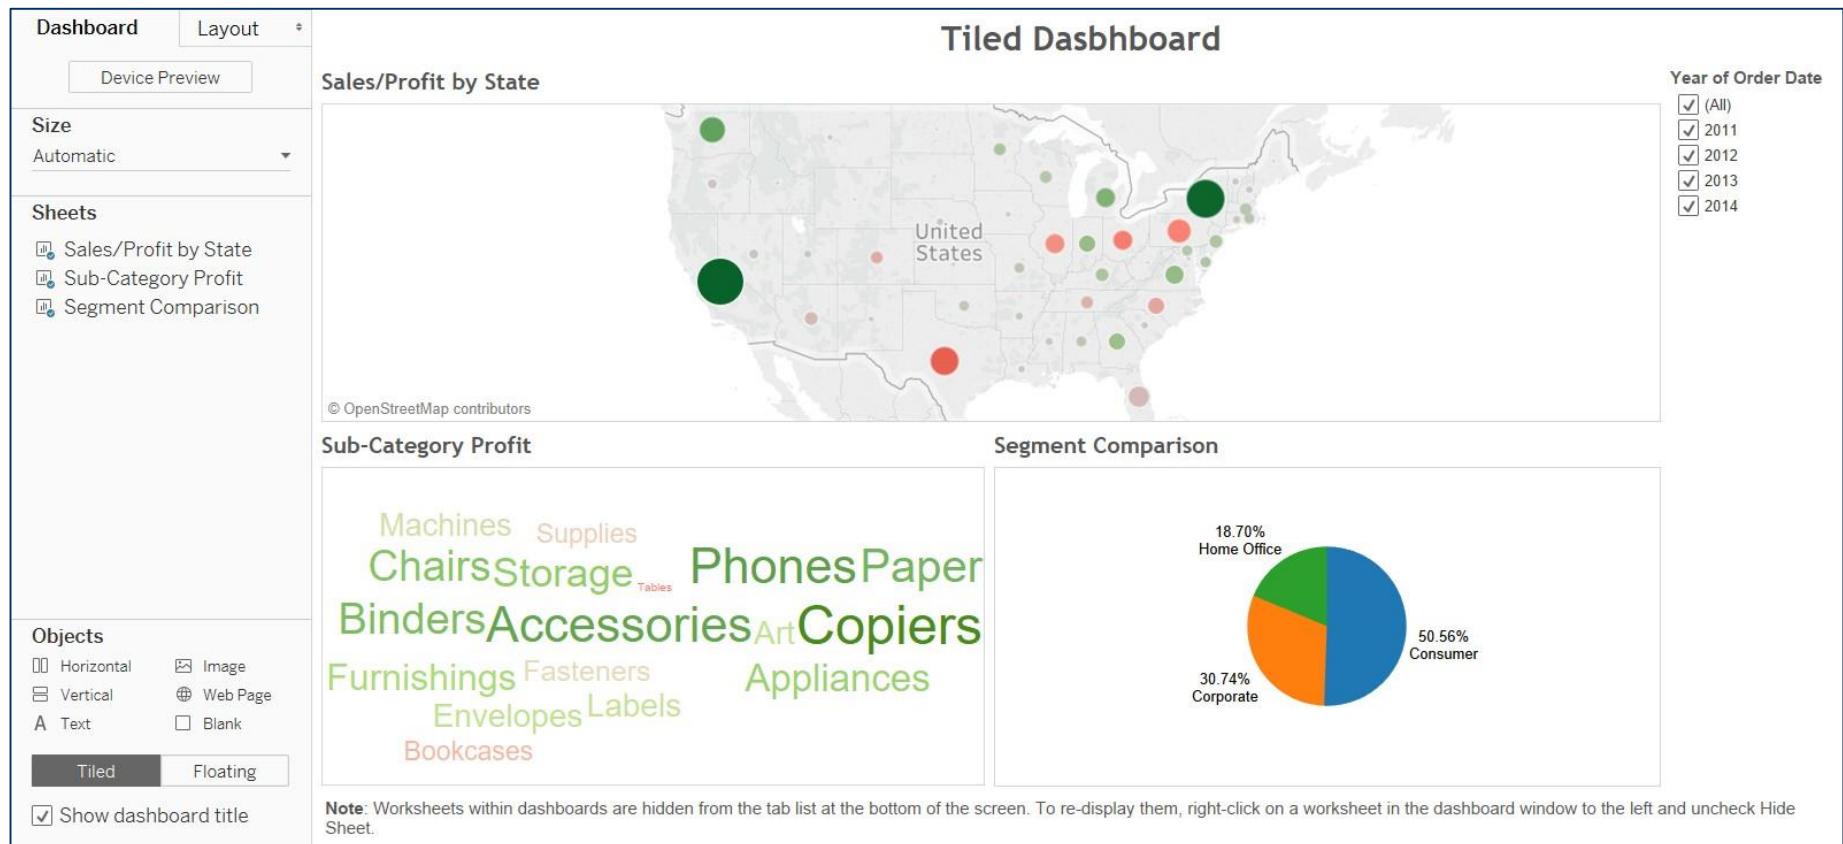 Dashboard
Layout
Device Preview
Size
Automatic
Sheets
Sales/Profit by State
Sub-Category Profit
Segment Comparison
Objects
Horizontal
Image
Vertical
Web Page
A Text
Blank
Tiled
Floating
Show dashboard title
Tiled Dasbhboard
Sales/Profit by State
United
States
© OpenStreetMap contributors
Year of Order Date
(All)
2011
2012
2013
2014
Sub-Category Profit
Machines
Supplies
Chairs
Storage
Tables
Phones
Paper
Binders
Accessories
Art
Copiers
Furnishings
Fasteners
Appliances
Envelopes
Labels
Bookcases
Segment Comparison
18.70%
Home Office
50.56%
Consumer
30.74%
Corporate
Note: Worksheets within dashboards are hidden from the tab list at the bottom of the screen. To re-display them, right-click on a worksheet in the dashboard window to the left and uncheck Hide
Sheet.